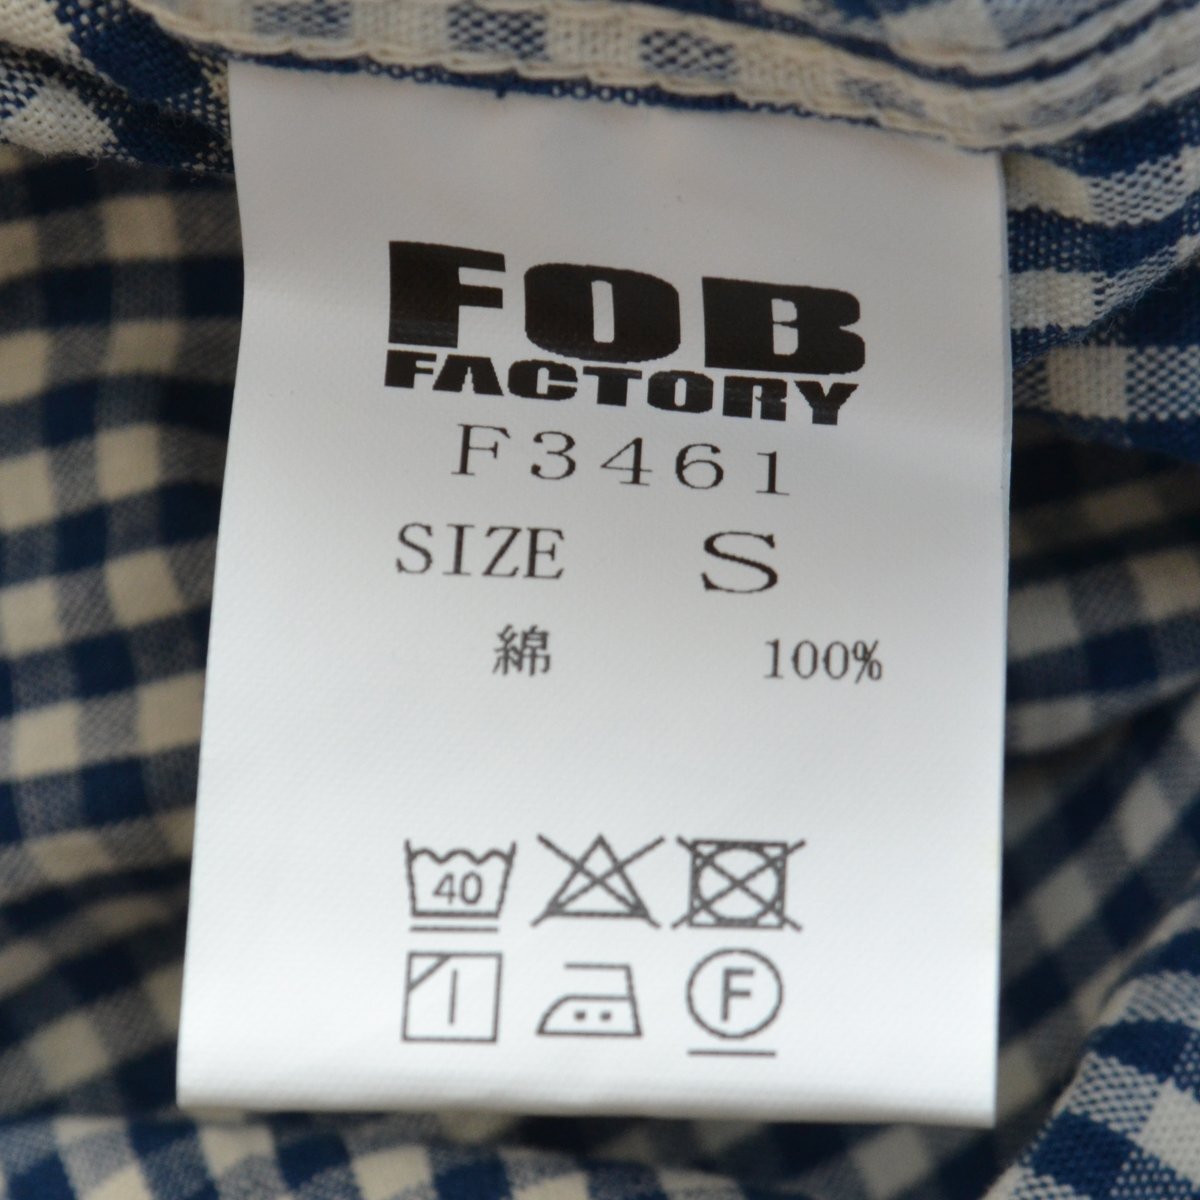 FOB
FACTORY
F3461
SIZE S
綿 100%
40
F